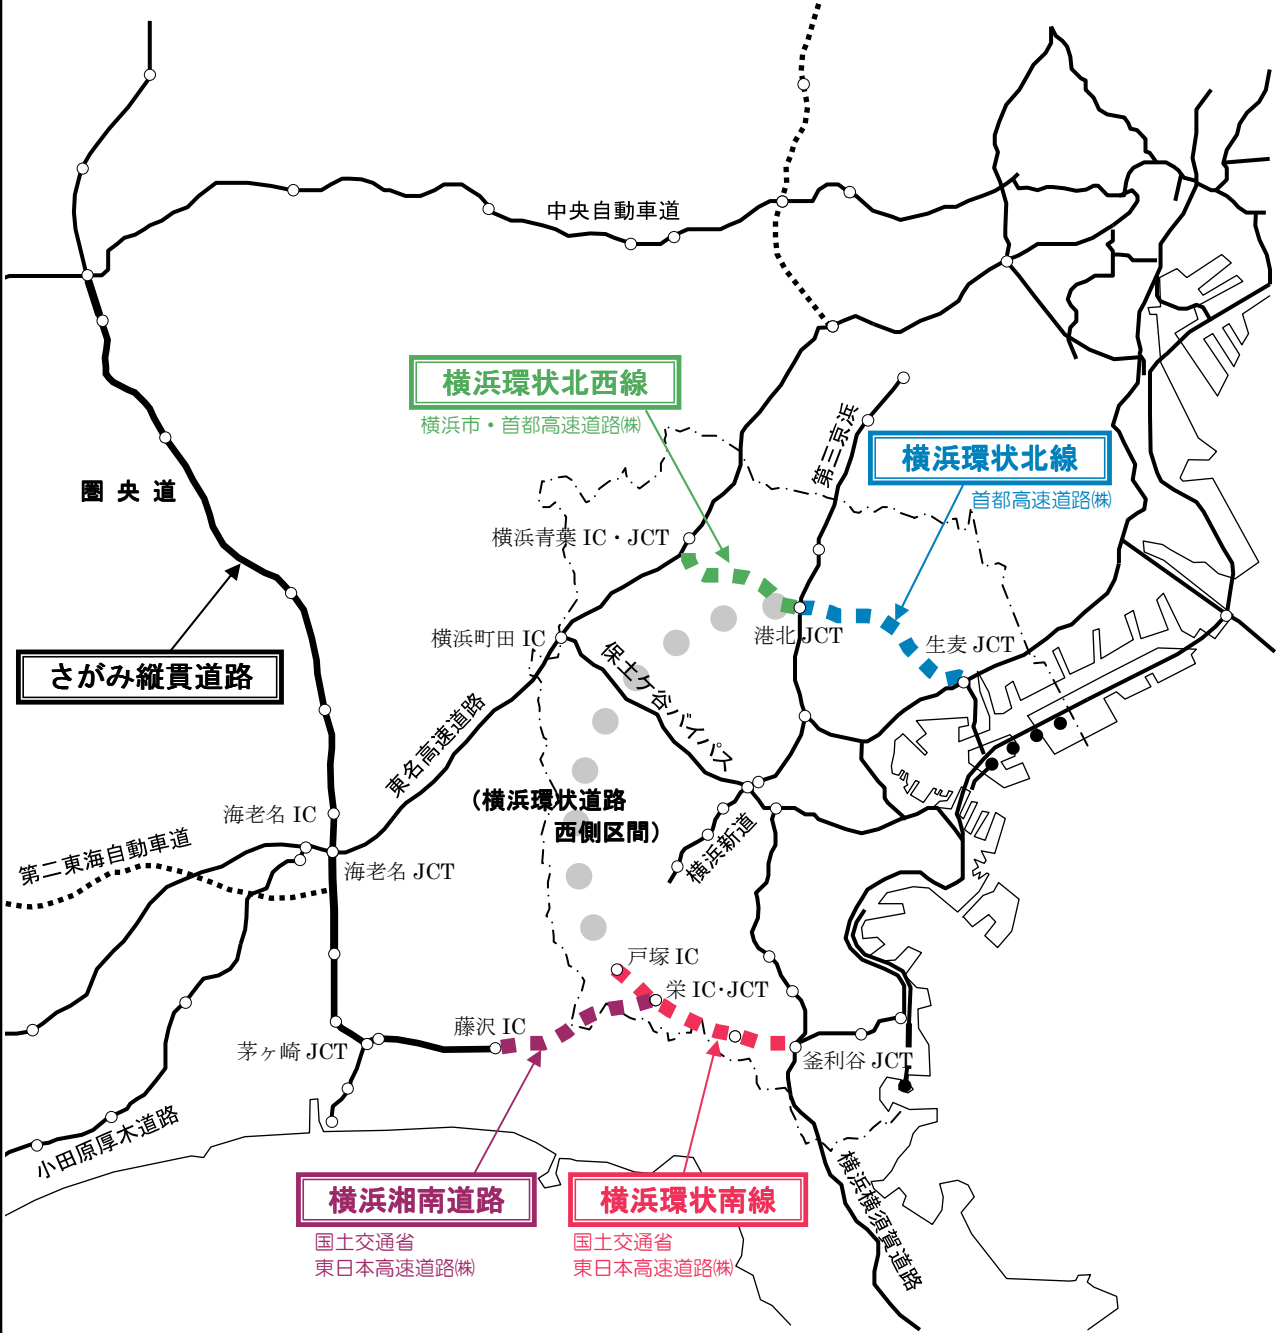 中央自動車道
横浜環状北西線
横浜市・首都高速道路㈱
第三京浜
横浜環状北線
首都高速道路㈱
圏央道
横浜青葉 IC・JCT
横浜町田 IC
港北 JCT
生麦 JCT
さがみ縦貫道路
保土ケ谷バイパス
東名高速道路
(横浜環状道路
西側区間)
海老名 IC
第二東海自動車道
海老名 JCT
横浜新道
戸塚 IC
栄 IC・JCT
藤沢 IC
茅ヶ崎 JCT
釜利谷 JCT
小田原厚木道路
横浜湘南道路
国土交通省
東日本高速道路㈱
横浜環状南線
国土交通省
東日本高速道路㈱
横浜横須賀道路